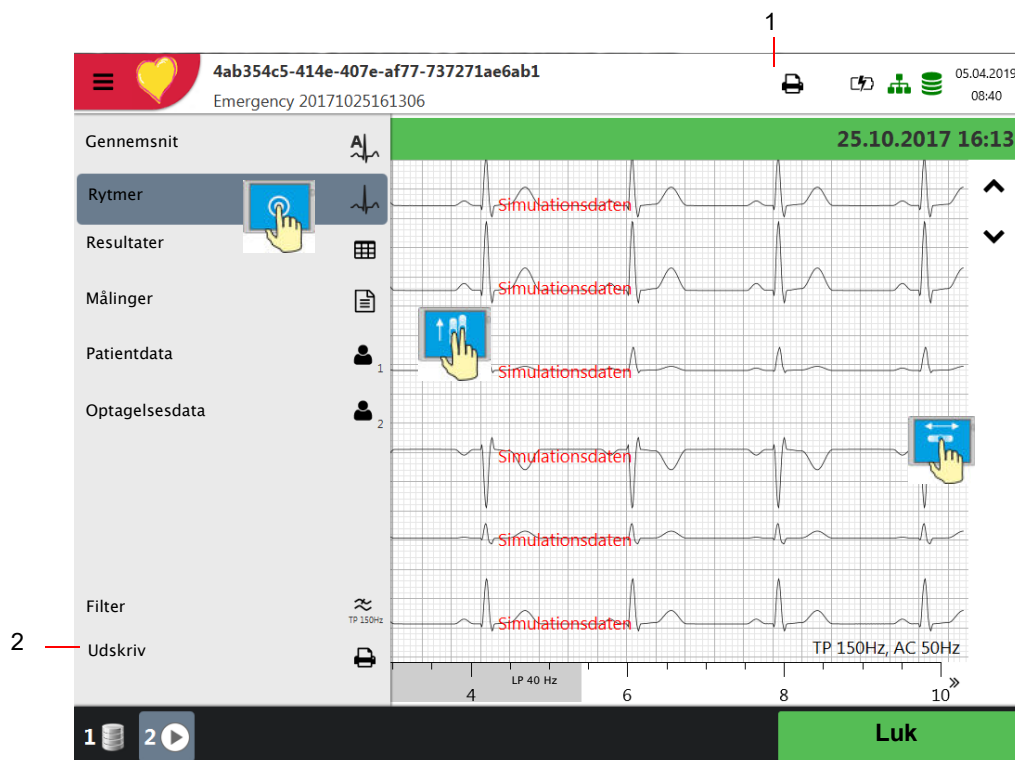 1
4ab354c5-414e-407e-af77-737271ae6ab1
Emergency 20171025161306
05.04.2019
08:40
Gennemsnit
A
25.10.2017 16:13
Rytmer
Simulationsdaten
Resultater
Simulationsdaten
Målinger
Patientdata
1
Simulationsdaten
Optagelsesdata
2
Simulationsdaten
Simulationsdaten
Filter
TP 150Hz
Simulationsdaten
2
Udskriv
TP 150Hz, AC 50Hz
LP 40 Hz
4 6 8 10
1
2
Luk